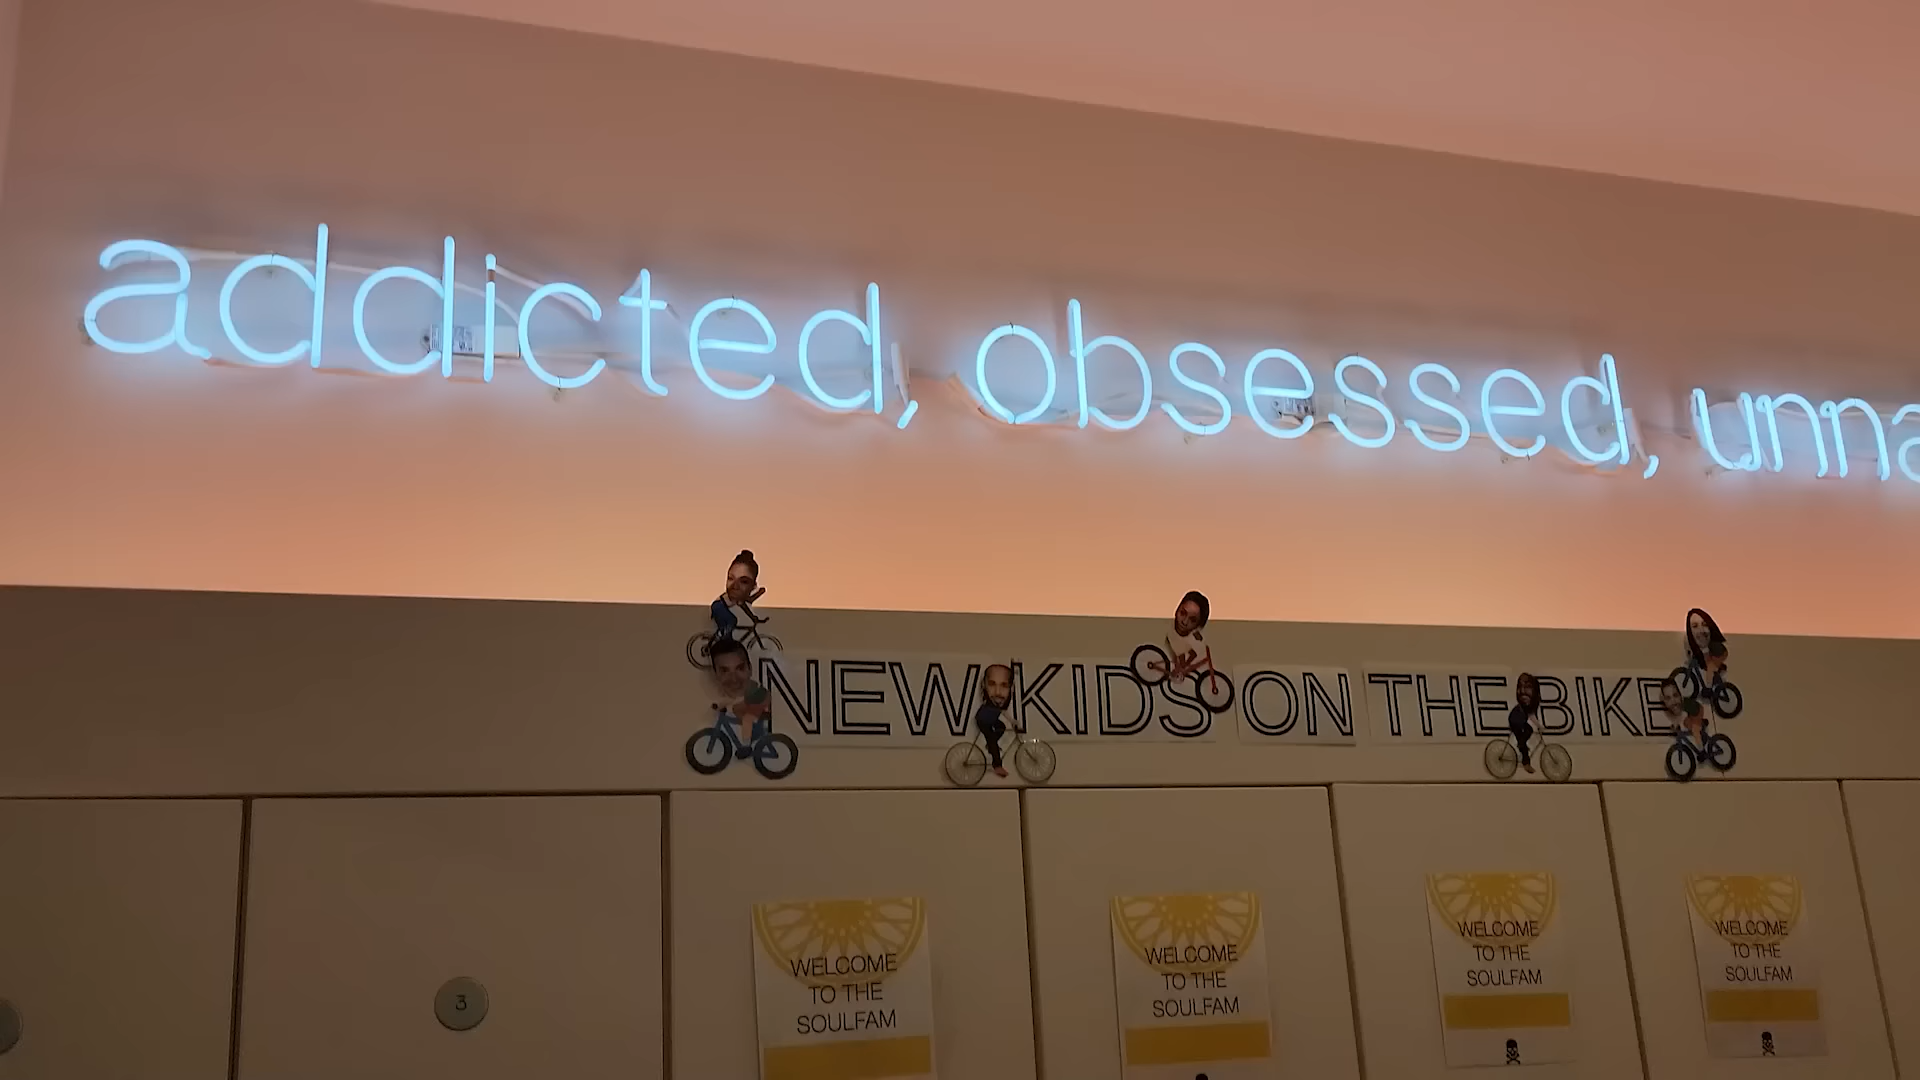 addicted, obsessed,
NEW KIDS ON THE BIKE
3
WELCOME
TO THE
SOULFAM
WELCOME
TO THE
SOULFAM
WELCOME
TO THE
SOULFAM
WELCOME
TO THE
SOULFAM